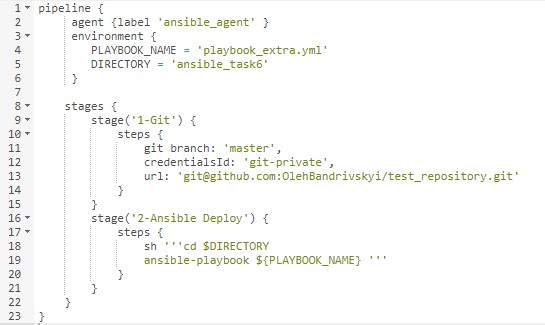 1 pipeline {
2     agent {label 'ansible_agent' }
3     environment {
4        PLAYBOOK_NAME = 'playbook_extra.yml'
5        DIRECTORY = 'ansible_task6'
6     }
7
8    stages {
9        stage('1-Git') {
10            steps {
11                git branch: 'master',
12                credentialsId: 'git-private',
13                url: 'git@github.com:OlehBandrivskyi/test_repository.git'
14            }
15        }
16        stage('2-Ansible Deploy') {
17            steps {
18                sh '''cd $DIRECTORY
19                ansible-playbook ${PLAYBOOK_NAME} '''
20            }
21        }
22    }
23 }